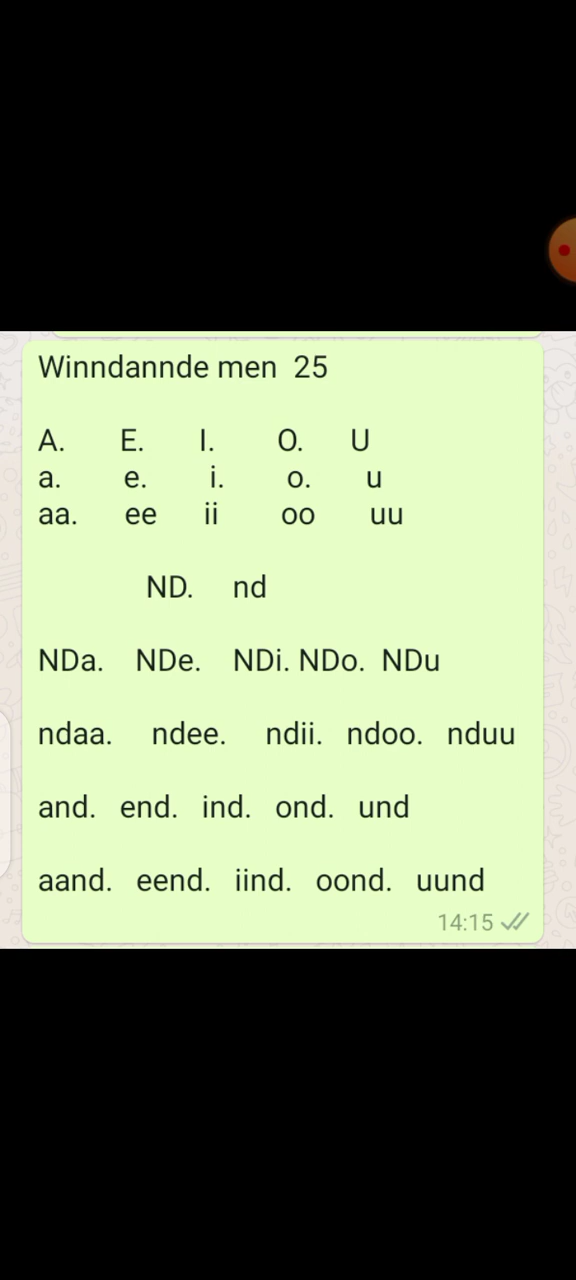 Winndannde men 25
A. E. I. O. U
a. e. i. o. u
aa. ee ii oo uu
ND. nd
NDa. NDe. NDi. NDo. NDu
ndaa. ndee. ndii. ndoo. nduu
and. end. ind. ond. und
aand. eend. iind. oond. uund
14:15